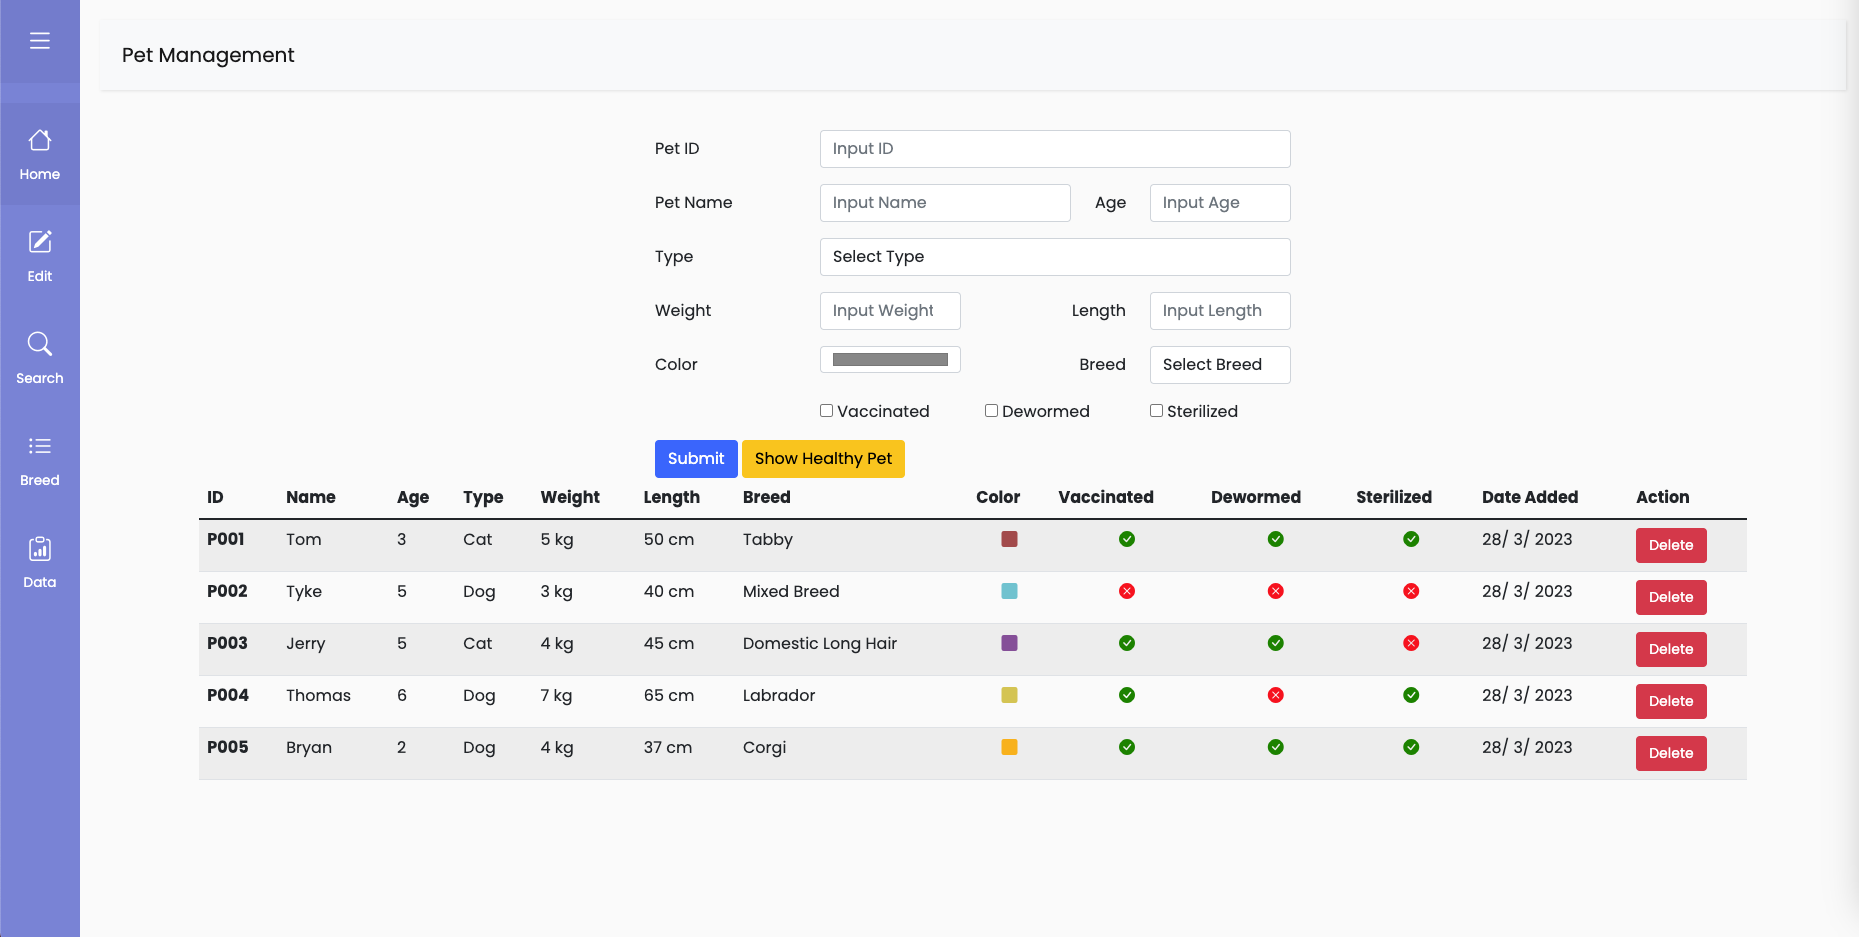 Pet Management
Home
Edit
Search
Breed
Data
Pet ID Input ID
Pet Name Input Name Age Input Age
Type Select Type
Weight Input Weight Length Input Length
Color Breed Select Breed
Vaccinated Dewormed Sterilized
Submit Show Healthy Pet
ID Name Age Type Weight Length Breed Color Vaccinated Dewormed Sterilized Date Added Action
P001 Tom 3 Cat 5 kg 50 cm Tabby 28/ 3/ 2023 Delete
P002 Tyke 5 Dog 3 kg 40 cm Mixed Breed 28/ 3/ 2023 Delete
P003 Jerry 5 Cat 4 kg 45 cm Domestic Long Hair 28/ 3/ 2023 Delete
P004 Thomas 6 Dog 7 kg 65 cm Labrador 28/ 3/ 2023 Delete
P005 Bryan 2 Dog 4 kg 37 cm Corgi 28/ 3/ 2023 Delete